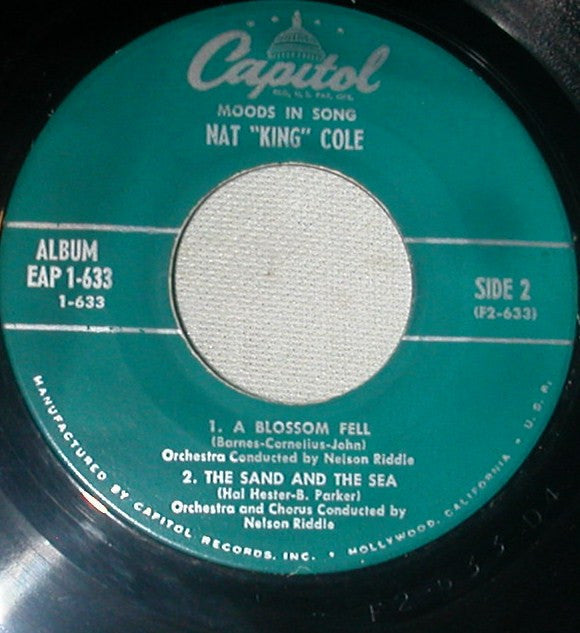 Capitol
REG. U.S. PAT. OFF.
MOODS IN SONG
NAT "KING" COLE
ALBUM
EAP 1-633
1-633
SIDE 2
(F2-633)
1. A BLOSSOM FELL
(Barnes-Cornelius-John)
Orchestra Conducted by Nelson Riddle
2. THE SAND AND THE SEA
(Hal Hester-B. Parker)
Orchestra and Chorus Conducted by
Nelson Riddle
MANUFACTURED BY CAPITOL RECORDS, INC. • HOLLYWOOD, CALIFORNIA • U.S.A.